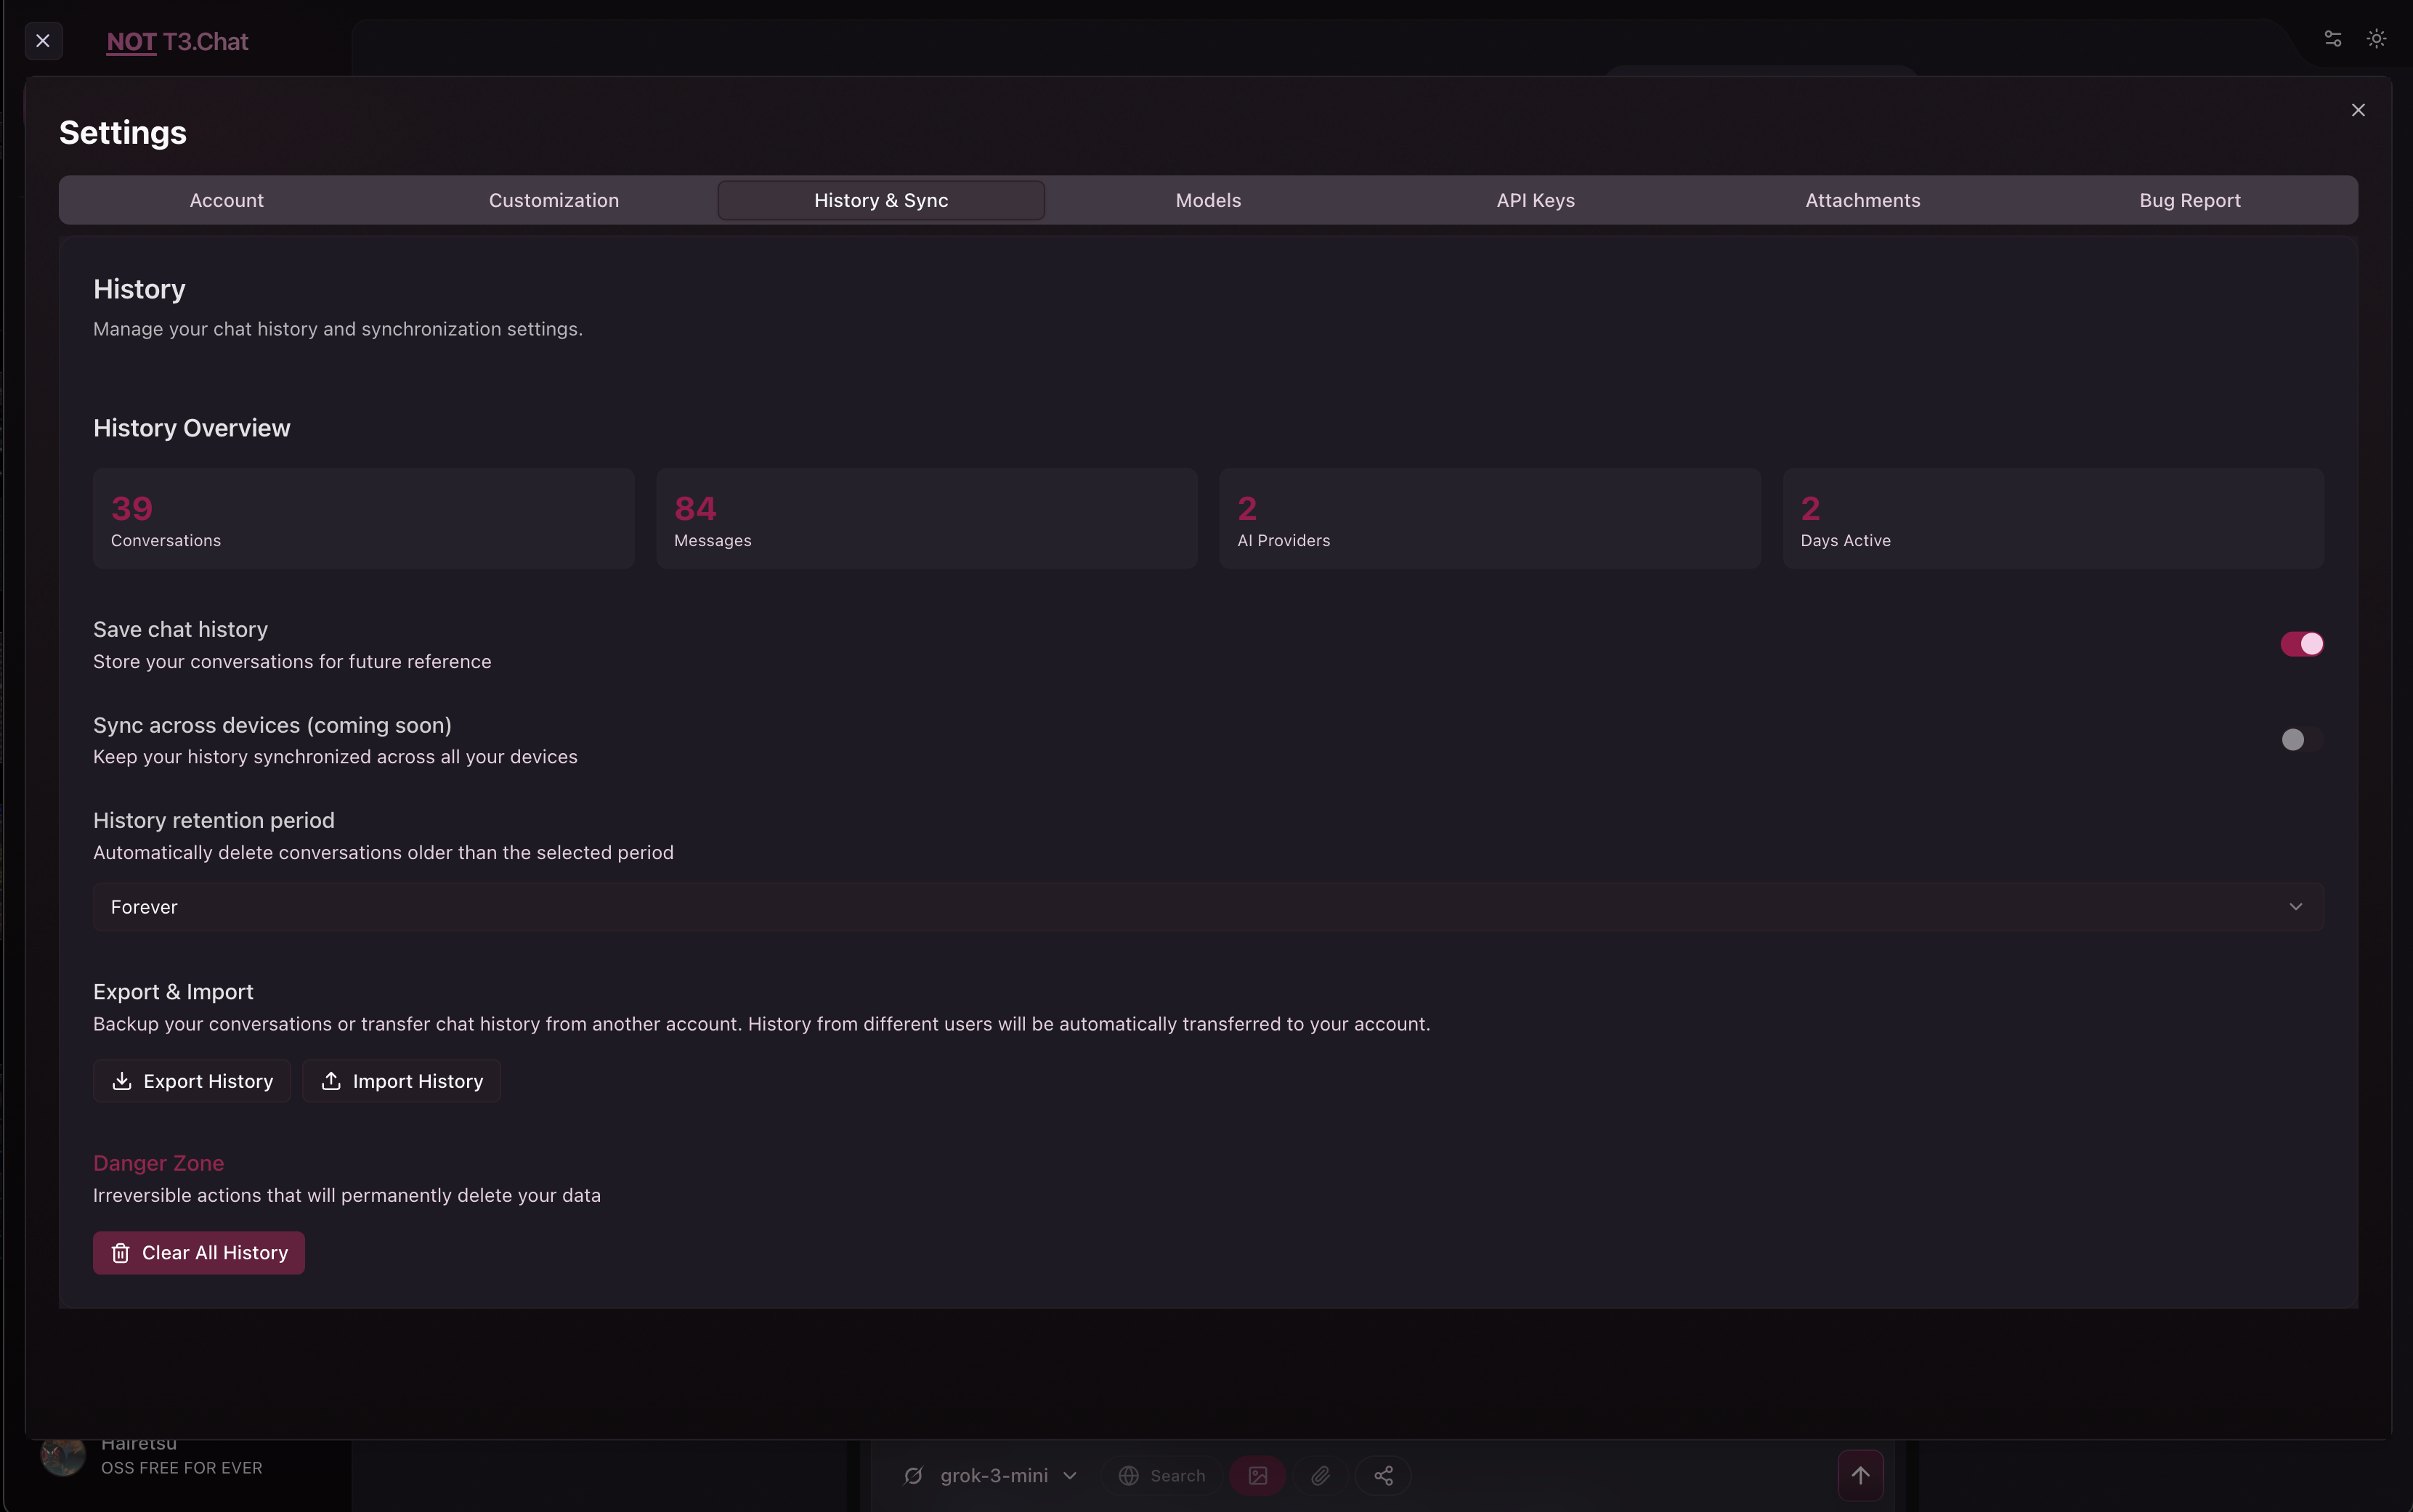 NOT T3.Chat
Settings
Account
Customization
History & Sync
Models
API Keys
Attachments
Bug Report
History
Manage your chat history and synchronization settings.
History Overview
39
Conversations
84
Messages
2
AI Providers
2
Days Active
Save chat history
Store your conversations for future reference
Sync across devices (coming soon)
Keep your history synchronized across all your devices
History retention period
Automatically delete conversations older than the selected period
Forever
Export & Import
Backup your conversations or transfer chat history from another account. History from different users will be automatically transferred to your account.
Export History
Import History
Danger Zone
Irreversible actions that will permanently delete your data
Clear All History
Hairetsu
OSS FREE FOR EVER
grok-3-mini
Search